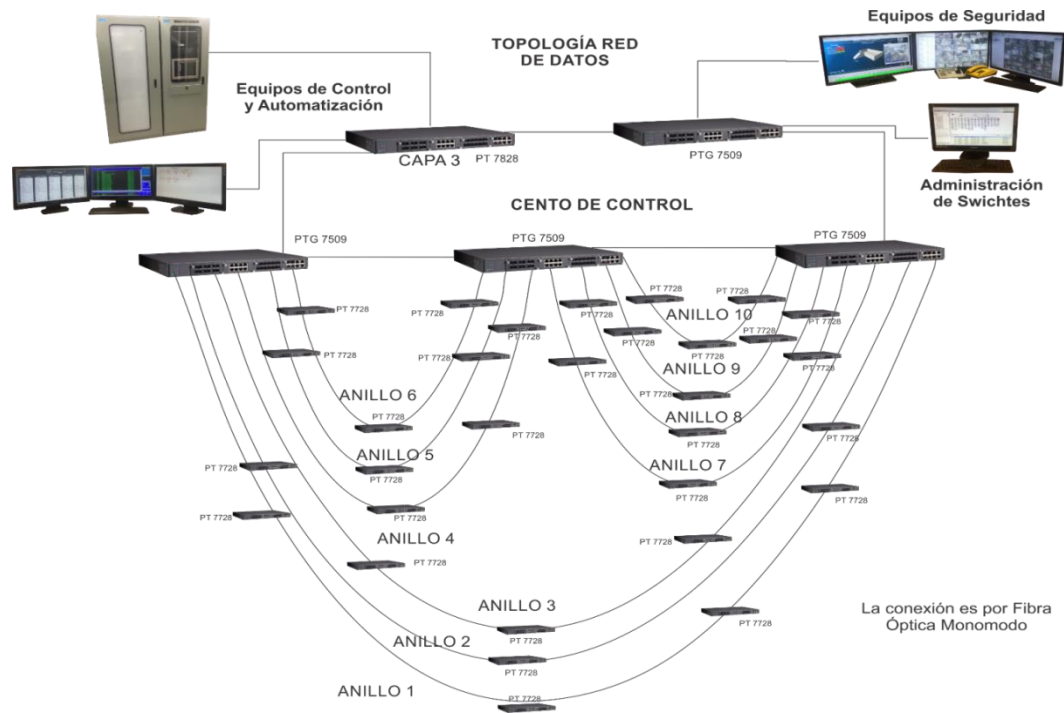 Equipos de Seguridad
TOPOLOGÍA RED
DE DATOS
Equipos de Control
y Automatización
CAPA 3
PT 7828
PTG 7509
Administración
de Swichtes
CENTO DE CONTROL
PTG 7509
PTG 7509
PTG 7509
PT 7728
PT 7728
PT 7728
PT 7728
ANILLO 10
PT 7728
PT 7728
PT 7728
PT 7728
PT 7728
PT 7728
PT 7728
PT 7728
PT 7728
PT 7728
ANILLO 9
ANILLO 6
PT 7728
ANILLO 8
PT 7728
PT 7728
PT 7728
PT 7728
ANILLO 5
ANILLO 7
PT 7728
PT 7728
PT 7728
PT 7728
PT 7728
PT 7728
ANILLO 4
PT 7728
PT 7728
ANILLO 3
PT 7728
La conexión es por Fibra
Óptica Monomodo
PT 7728
ANILLO 2
PT 7728
ANILLO 1
PT 7728